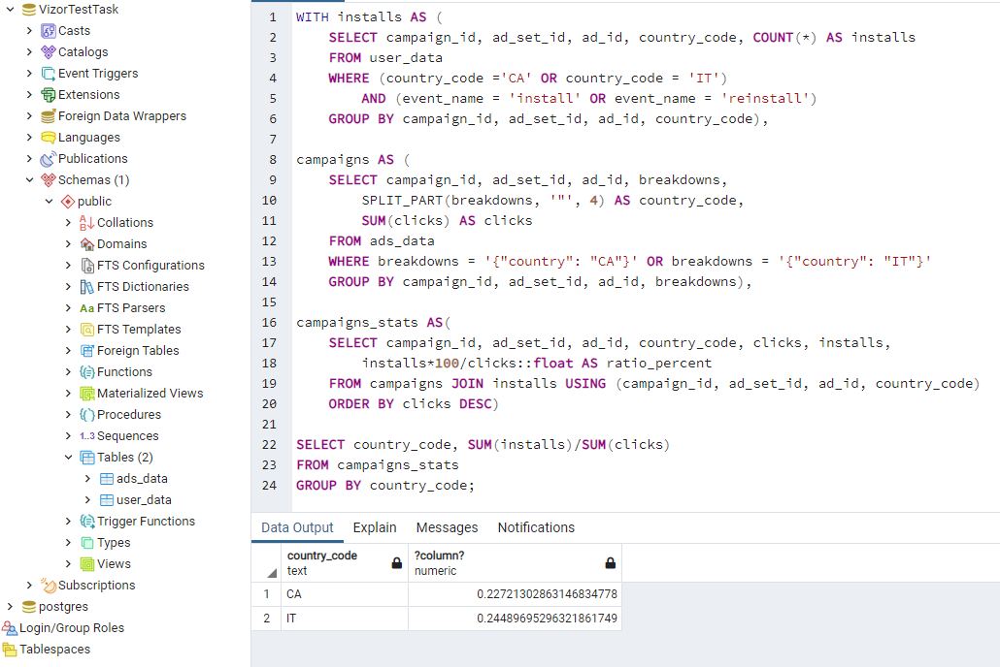 VizorTestTask
Casts
Catalogs
Event Triggers
Extensions
Foreign Data Wrappers
Languages
Publications
Schemas (1)
public
Collations
Domains
FTS Configurations
FTS Dictionaries
FTS Parsers
FTS Templates
Foreign Tables
Functions
Materialized Views
Procedures
1..3 Sequences
Tables (2)
ads_data
user_data
Trigger Functions
Types
Views
Subscriptions
postgres
Login/Group Roles
Tablespaces
1 WITH installs AS (
2 SELECT campaign_id, ad_set_id, ad_id, country_code, COUNT(*) AS installs
3 FROM user_data
4 WHERE (country_code ='CA' OR country_code = 'IT')
5 AND (event_name = 'install' OR event_name = 'reinstall')
6 GROUP BY campaign_id, ad_set_id, ad_id, country_code),
7
8 campaigns AS (
9 SELECT campaign_id, ad_set_id, ad_id, breakdowns,
10 SPLIT_PART(breakdowns, '"', 4) AS country_code,
11 SUM(clicks) AS clicks
12 FROM ads_data
13 WHERE breakdowns = '{"country": "CA"}' OR breakdowns = '{"country": "IT"}'
14 GROUP BY campaign_id, ad_set_id, ad_id, breakdowns),
15
16 campaigns_stats AS(
17 SELECT campaign_id, ad_set_id, ad_id, country_code, clicks, installs,
18 installs*100/clicks::float AS ratio_percent
19 FROM campaigns JOIN installs USING (campaign_id, ad_set_id, ad_id, country_code)
20 ORDER BY clicks DESC)
21
22 SELECT country_code, SUM(installs)/SUM(clicks)
23 FROM campaigns_stats
24 GROUP BY country_code;
Data Output Explain Messages Notifications
country_code ?column?
text numeric
1 CA 0.22721302863146834778
2 IT 0.24489695296321861749